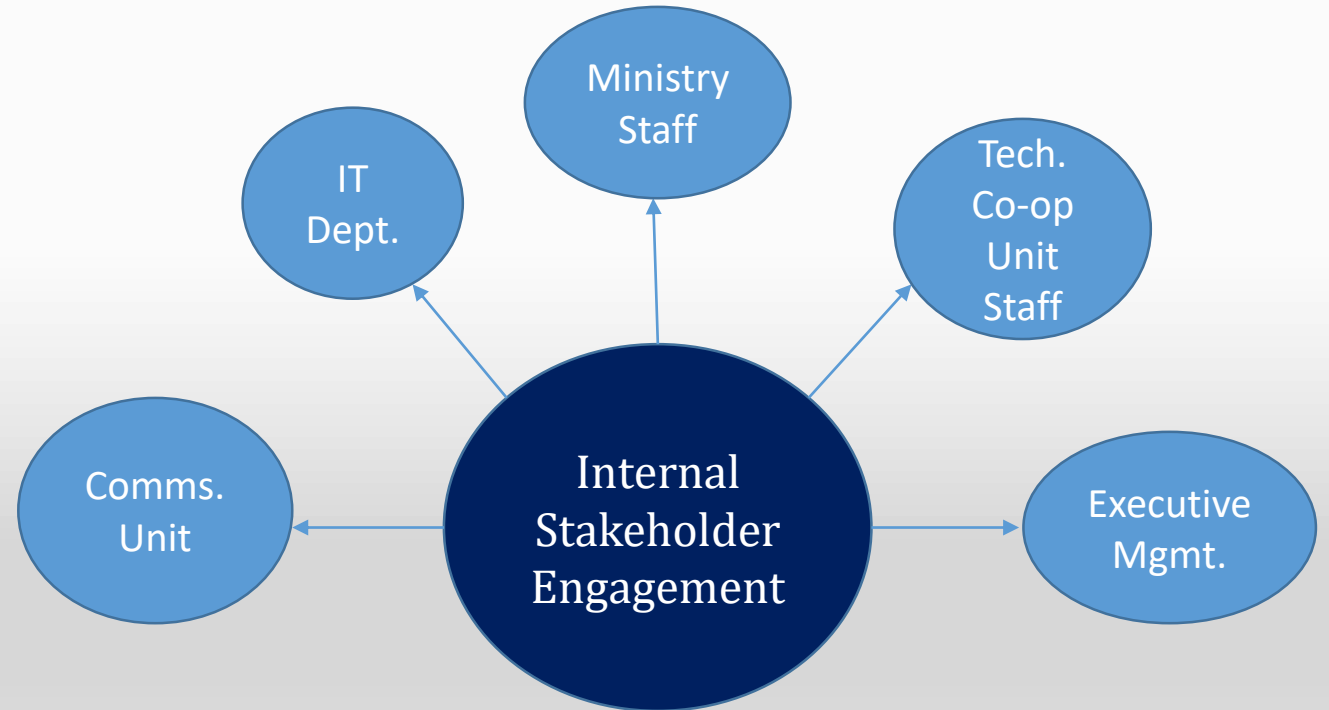 Ministry
Staff
IT
Dept.
Tech.
Co-op
Unit
Staff
Comms.
Unit
Internal
Stakeholder
Engagement
Executive
Mgmt.